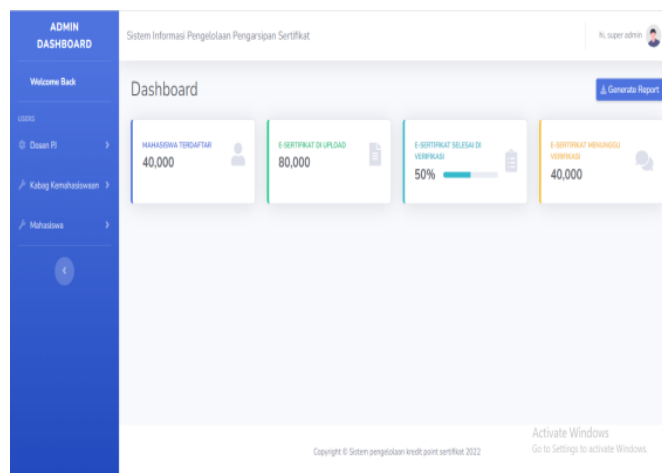 ADMIN
DASHBOARD
Sistem Informasi Pengelolaan Pengarsipan Sertifikat
hi, super admin
Welcome Back
Dashboard
Generate Report
USERS
Dosen PJ
Kabag Kemahasiswaan
Mahasiswa
MAHASISWA TERDAFTAR
40,000
E-SERTIFIKAT DI UPLOAD
80,000
E-SERTIFIKAT SELESAI DI
VERIFIKASI
50%
E-SERTIFIKAT MENUNGGU
VERIFIKASI
40,000
Activate Windows
Go to Settings to activate Windows.
Copyright © Sistem pengelolaan kredit point sertifikat 2022